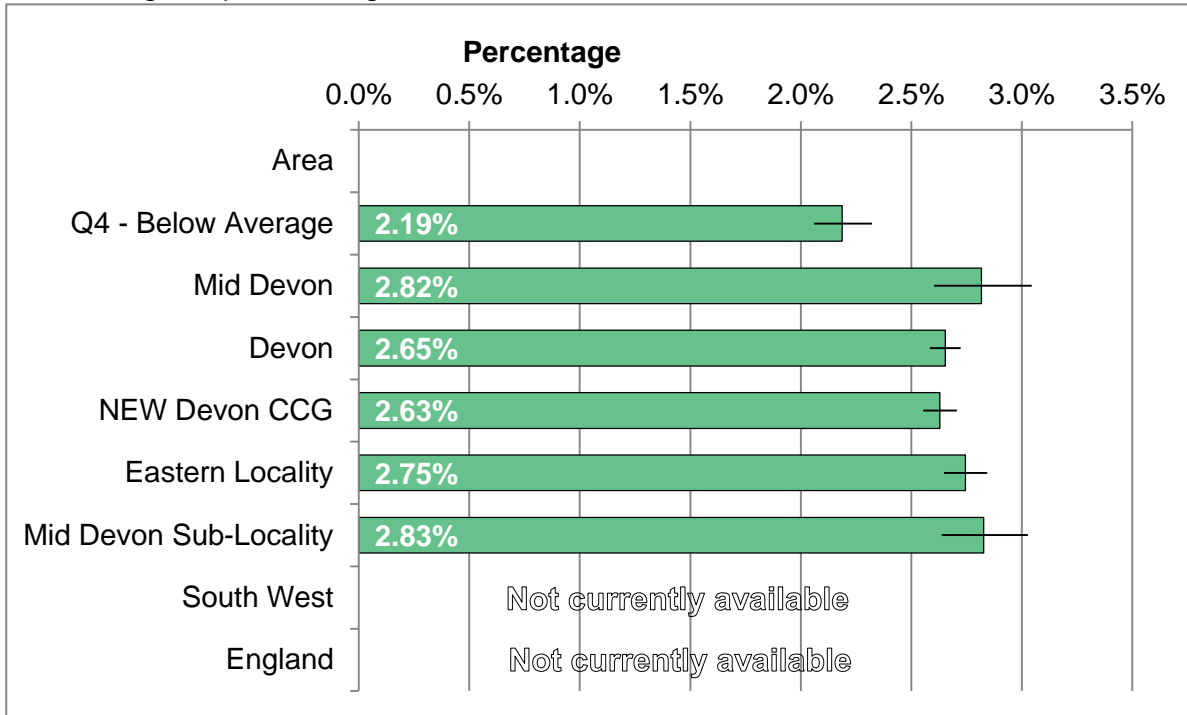 Percentage
0.0% 0.5% 1.0% 1.5% 2.0% 2.5% 3.0% 3.5%
Area
Q4 - Below Average 2.19%
Mid Devon 2.82%
Devon 2.65%
NEW Devon CCG 2.63%
Eastern Locality 2.75%
Mid Devon Sub-Locality 2.83%
South West Not currently available
England Not currently available